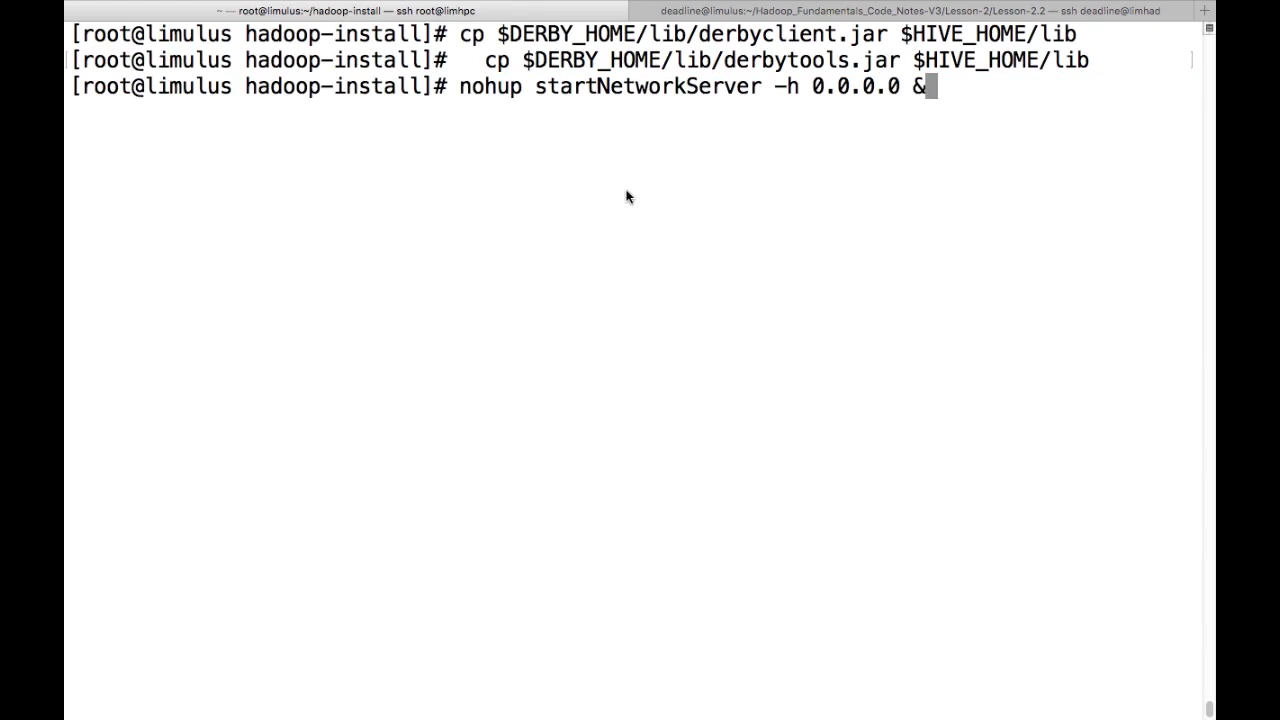 ~ — root@limulus:~/hadoop-install — ssh root@limhpc
deadline@limulus:~/Hadoop_Fundamentals_Code_Notes-V3/Lesson-2/Lesson-2.2 — ssh deadline@limhad
[root@limulus hadoop-install]# cp $DERBY_HOME/lib/derbyclient.jar $HIVE_HOME/lib
[root@limulus hadoop-install]#   cp $DERBY_HOME/lib/derbytools.jar $HIVE_HOME/lib
[root@limulus hadoop-install]# nohup startNetworkServer -h 0.0.0.0 &